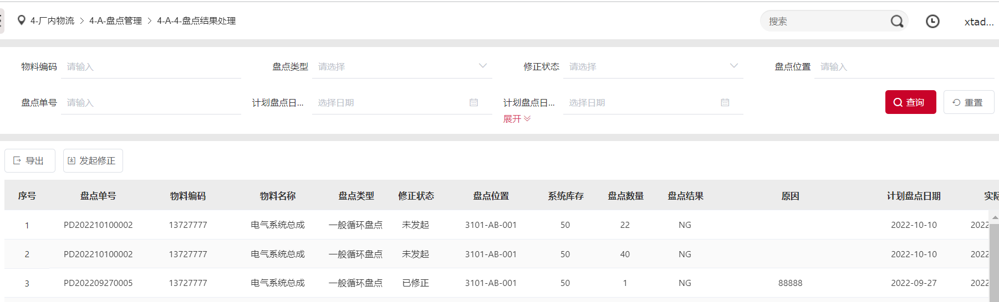 4-厂内物流 > 4-A-盘点管理 > 4-A-4-盘点结果处理 搜索 xtad...
物料编码 请输入 盘点类型 请选择 修正状态 请选择 盘点位置 请输入
盘点单号 请输入 计划盘点日... 选择日期 计划盘点日... 选择日期 查询 重置
展开
导出 发起修正
序号 盘点单号 物料编码 物料名称 盘点类型 修正状态 盘点位置 系统库存 盘点数量 盘点结果 原因 计划盘点日期 实际
1 PD202210100002 13727777 电气系统总成 一般循环盘点 未发起 3101-AB-001 50 22 NG 2022-10-10 2022
2 PD202210100002 13727777 电气系统总成 一般循环盘点 未发起 3101-AB-001 50 40 NG 2022-10-10 2022
3 PD202209270005 13727777 电气系统总成 一般循环盘点 已修正 3101-AB-001 50 1 NG 88888 2022-09-27 2022